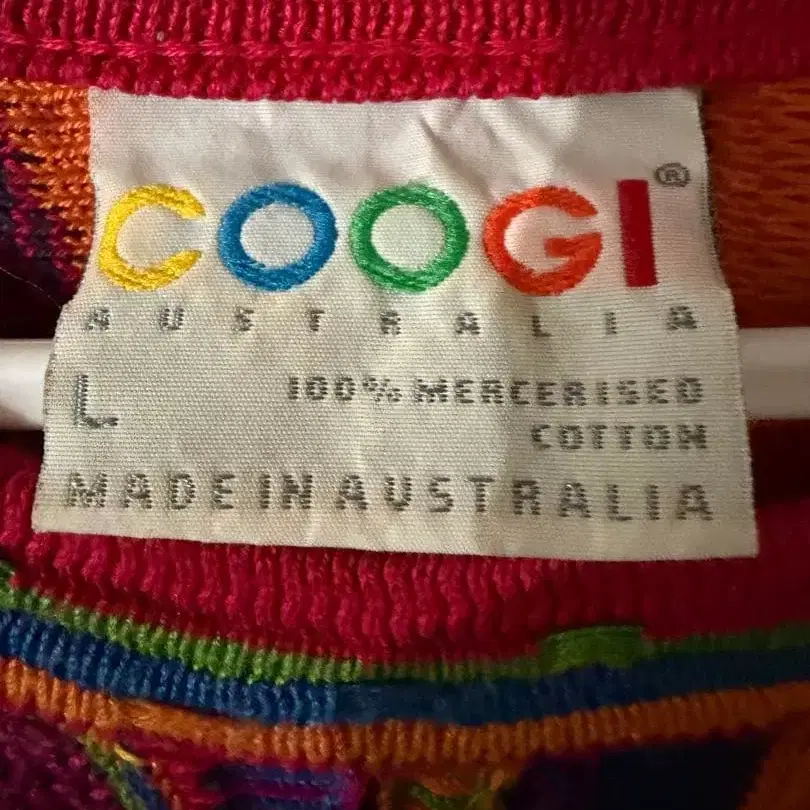 COOGI®
AUSTRALIA
L 100% MERCERISED
COTTON
MADE IN AUSTRALIA